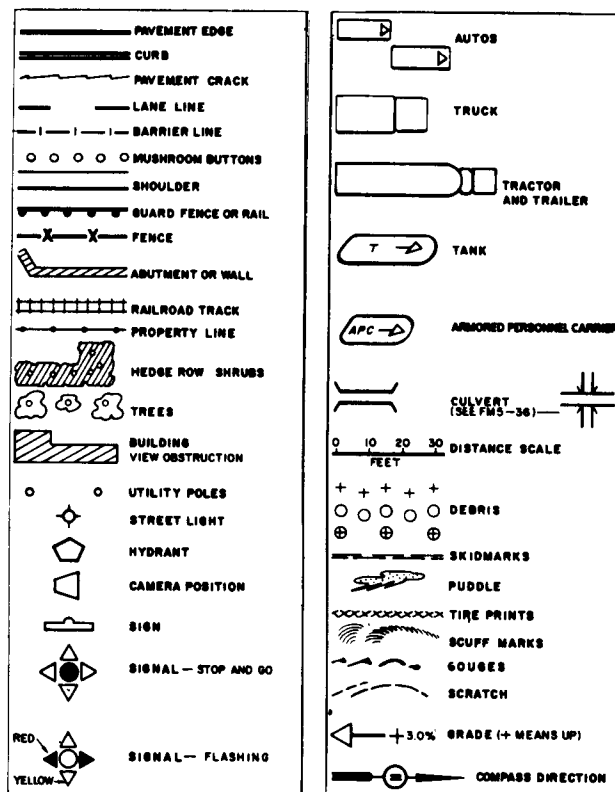 PAVEMENT EDGE
CURB
PAVEMENT CRACK
LANE LINE
BARRIER LINE
MUSHROOM BUTTONS
SHOULDER
GUARD FENCE OR RAIL
FENCE
ABUTMENT OR WALL
RAILROAD TRACK
PROPERTY LINE
HEDGE ROW SHRUBS
TREES
BUILDING
VIEW OBSTRUCTION
UTILITY POLES
STREET LIGHT
HYDRANT
CAMERA POSITION
SIGN
SIGNAL — STOP AND GO
RED
SIGNAL — FLASHING
YELLOW
AUTOS
TRUCK
TRACTOR
AND TRAILER
T
TANK
APC
ARMORED PERSONNEL CARRIER
CULVERT
(SEE FM5-36)
0 10 20 30
FEET
DISTANCE SCALE
DEBRIS
SKIDMARKS
PUDDLE
TIRE PRINTS
SCUFF MARKS
GOUGES
SCRATCH
+3.0% GRADE (+ MEANS UP)
COMPASS DIRECTION